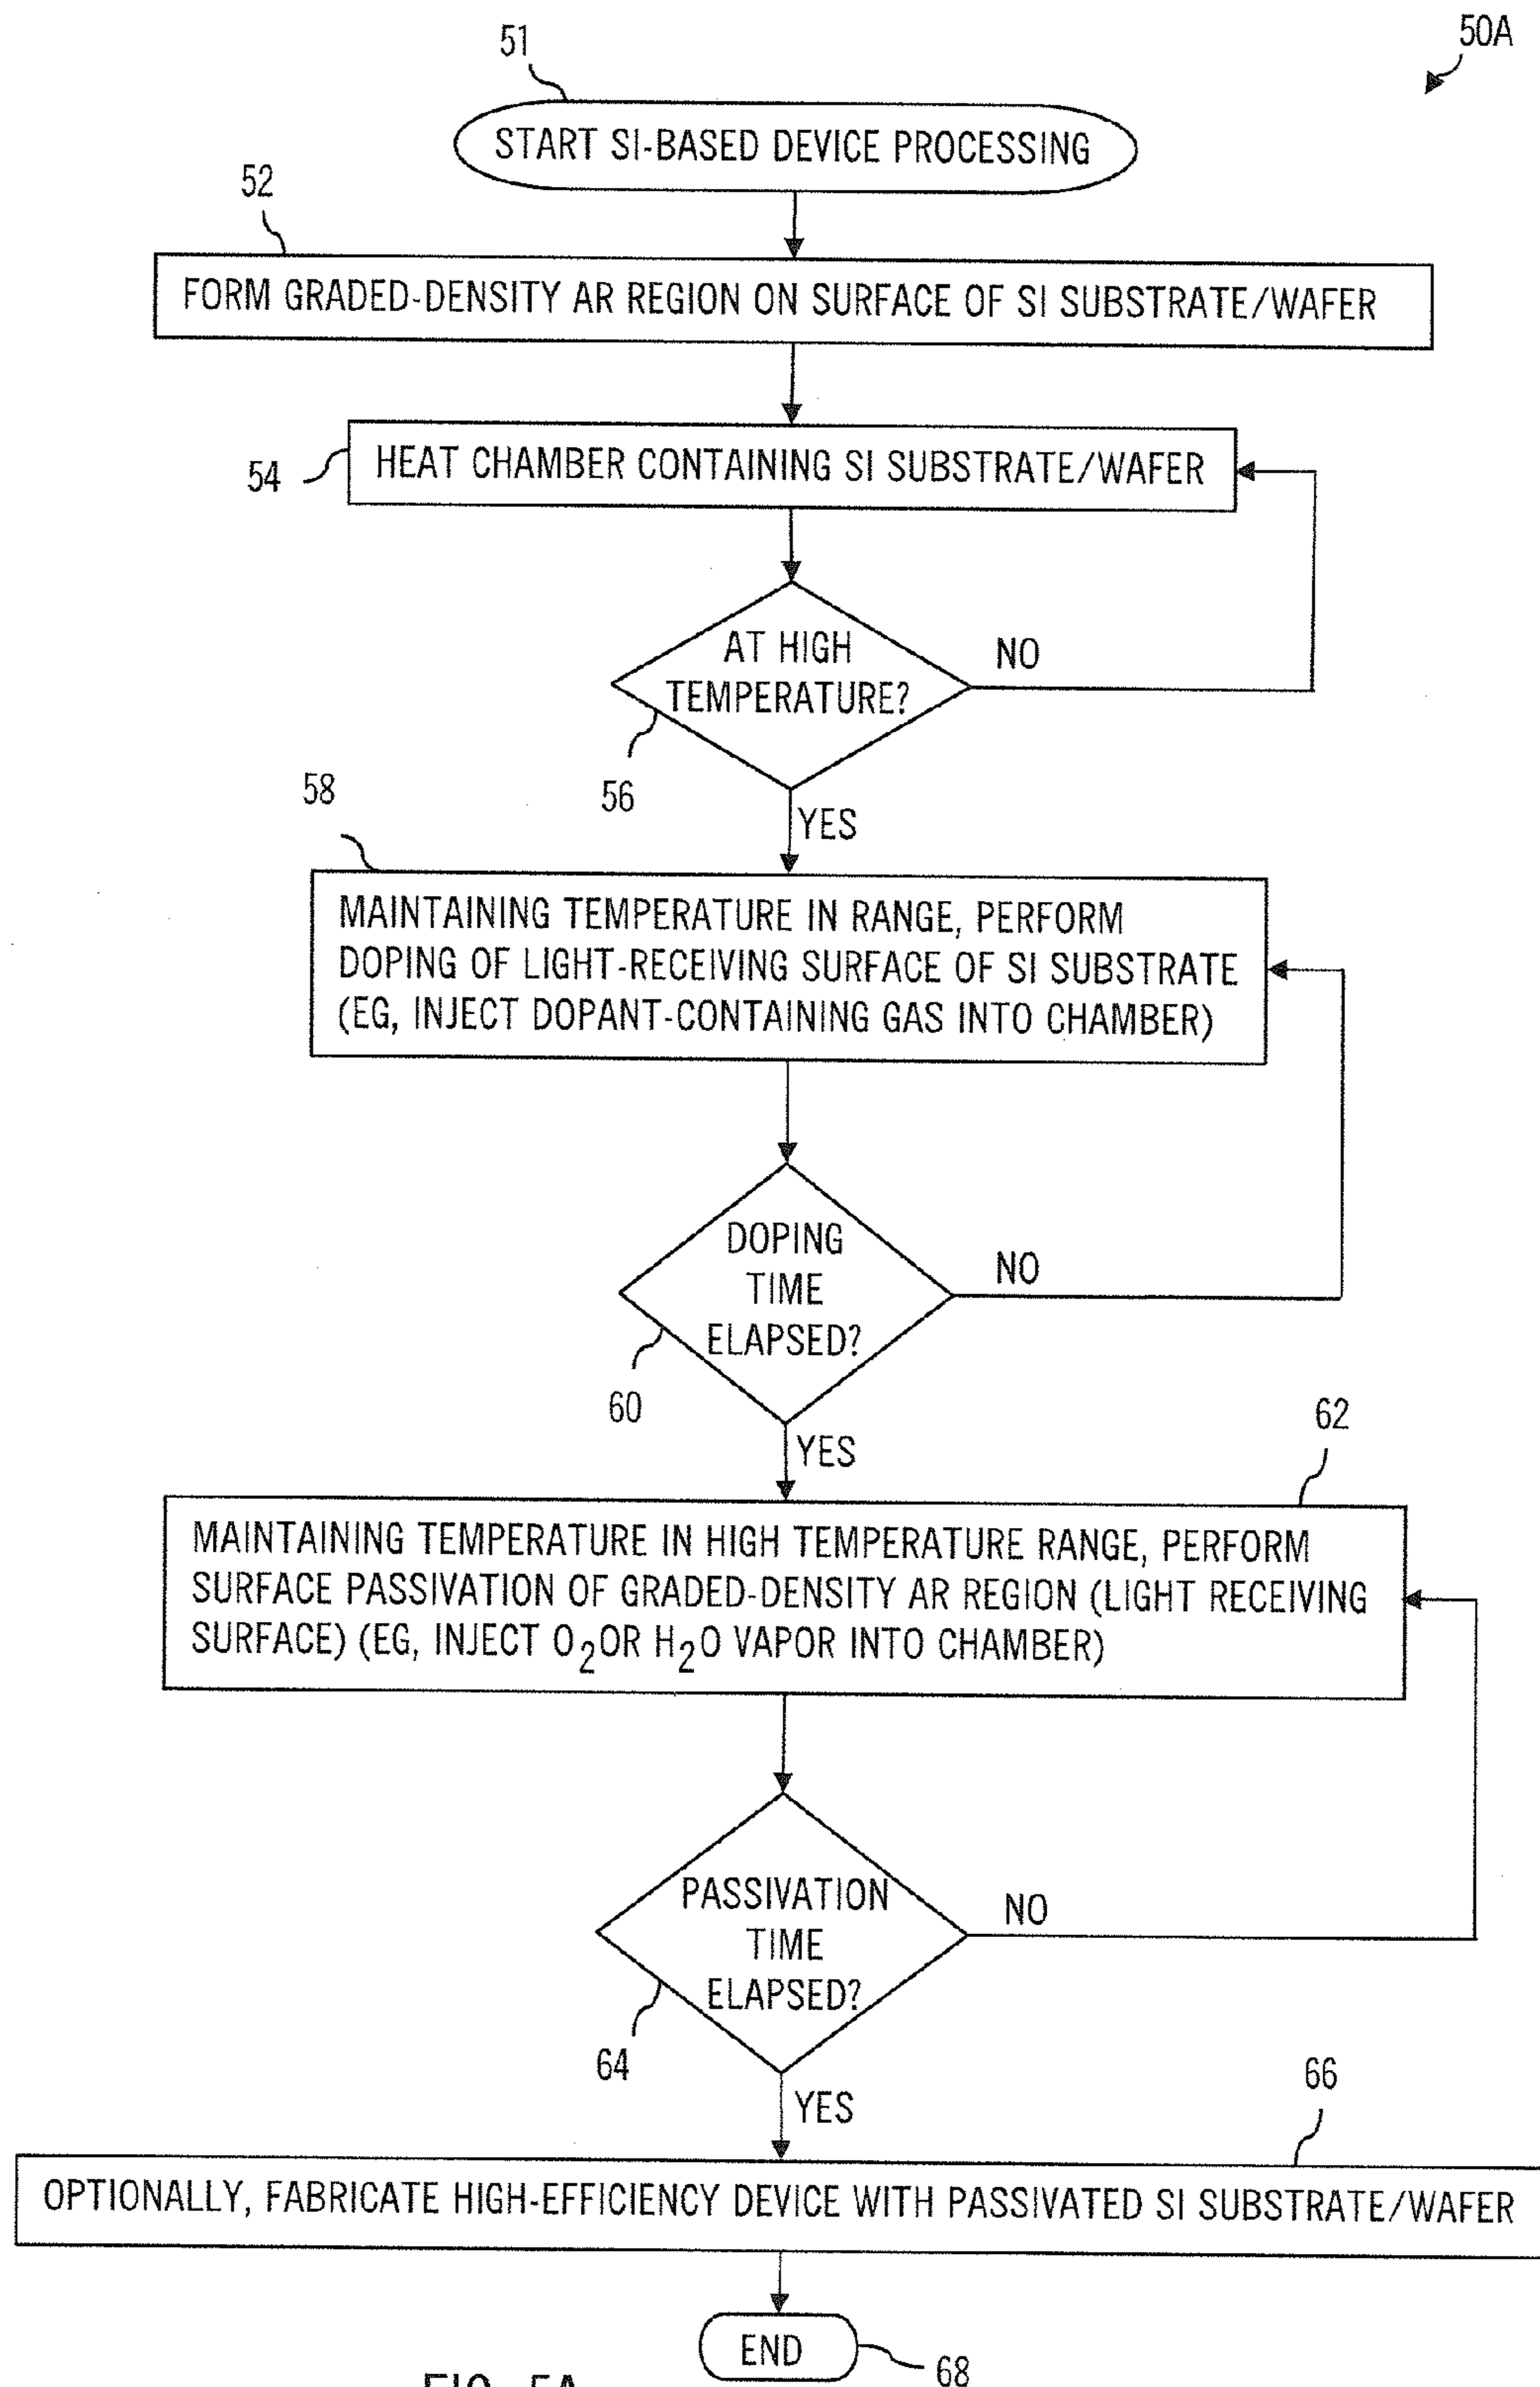 50A
51
START SI-BASED DEVICE PROCESSING
52
FORM GRADED-DENSITY AR REGION ON SURFACE OF SI SUBSTRATE/WAFER
54
HEAT CHAMBER CONTAINING SI SUBSTRATE/WAFER
AT HIGH
TEMPERATURE?
NO
56
YES
58
MAINTAINING TEMPERATURE IN RANGE, PERFORM
DOPING OF LIGHT-RECEIVING SURFACE OF SI SUBSTRATE
(EG, INJECT DOPANT-CONTAINING GAS INTO CHAMBER)
DOPING
TIME
ELAPSED?
NO
60
YES
62
MAINTAINING TEMPERATURE IN HIGH TEMPERATURE RANGE, PERFORM
SURFACE PASSIVATION OF GRADED-DENSITY AR REGION (LIGHT RECEIVING
SURFACE) (EG, INJECT O2OR H2O VAPOR INTO CHAMBER)
PASSIVATION
TIME
ELAPSED?
NO
64
YES
66
OPTIONALLY, FABRICATE HIGH-EFFICIENCY DEVICE WITH PASSIVATED SI SUBSTRATE/WAFER
END
68
FIG. 5A